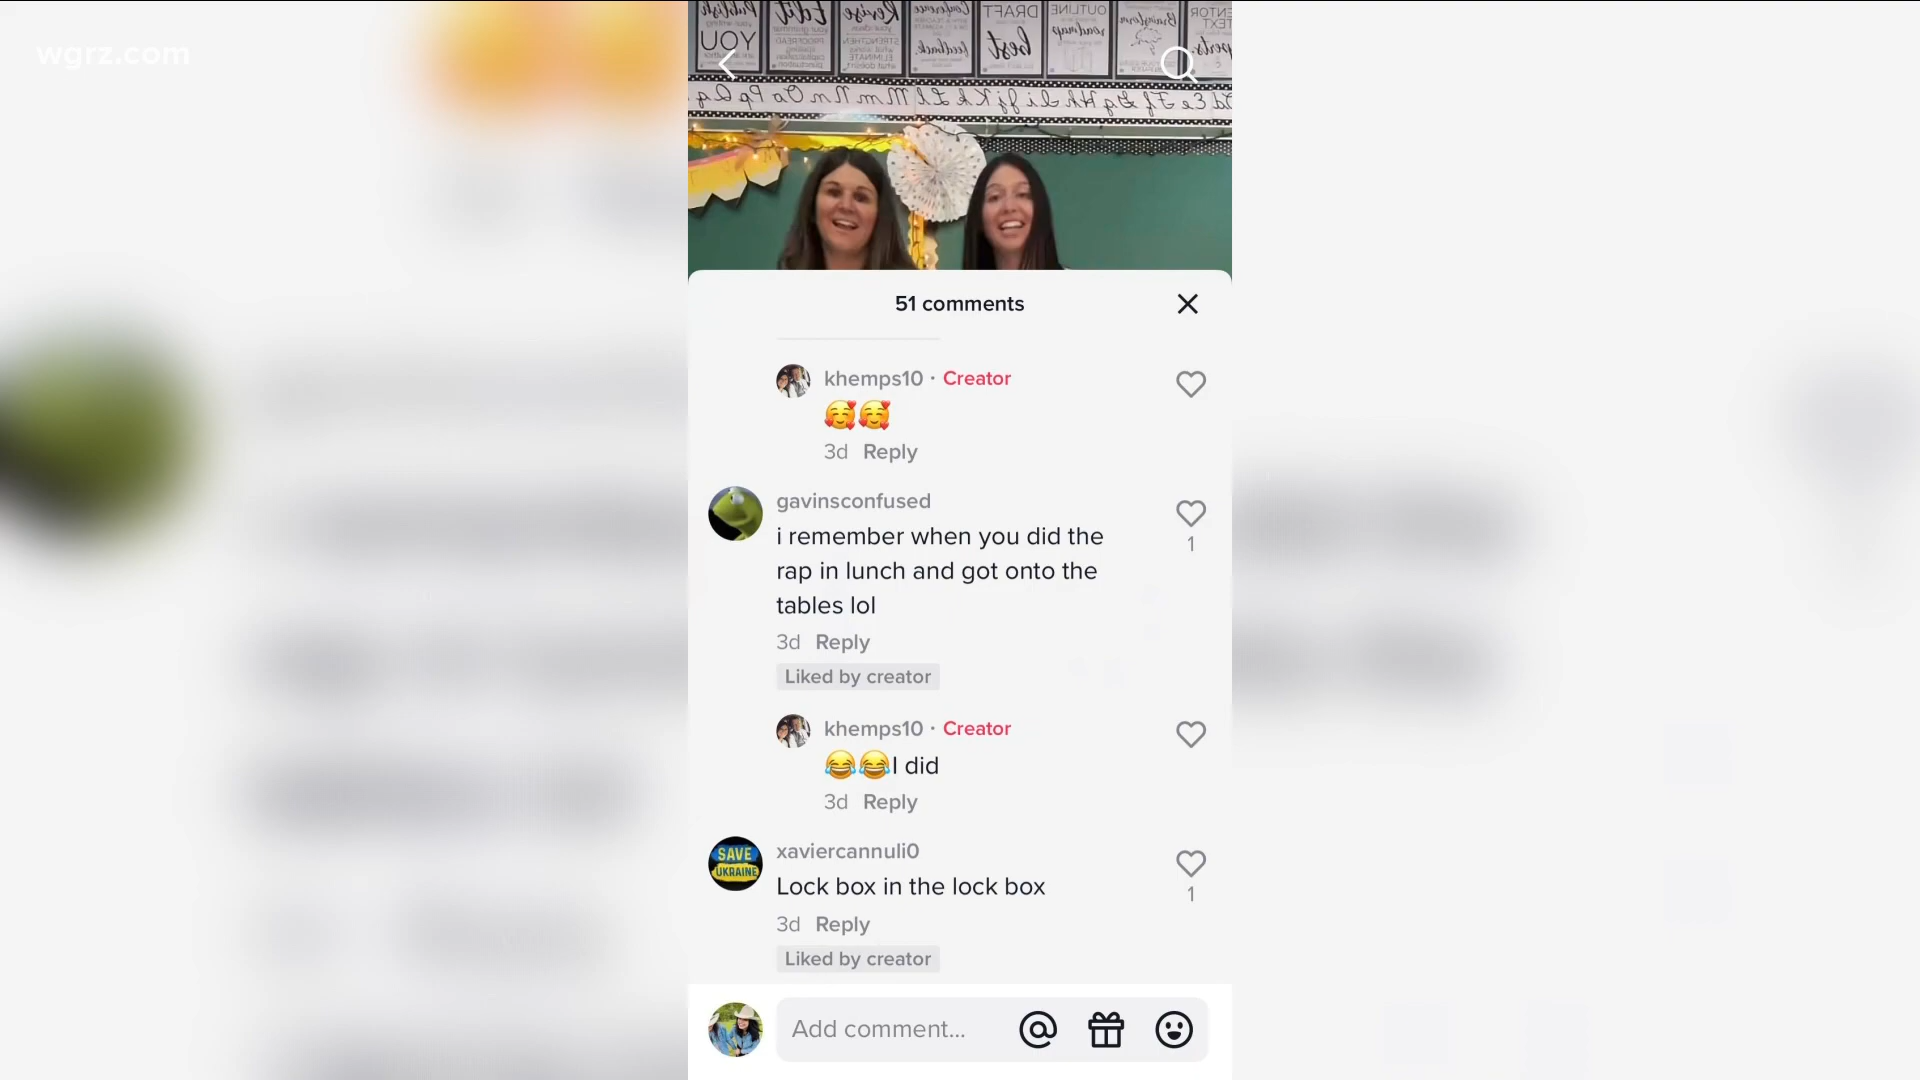 wgrz.com
51 comments
khemps10 · Creator
🥰🥰
3d Reply
gavinsconfused
i remember when you did the
rap in lunch and got onto the
tables lol
1
3d Reply
Liked by creator
khemps10 · Creator
😂😂I did
3d Reply
xaviercannuli0
Lock box in the lock box
1
3d Reply
Liked by creator
SAVE
UKRAINE
Add comment...